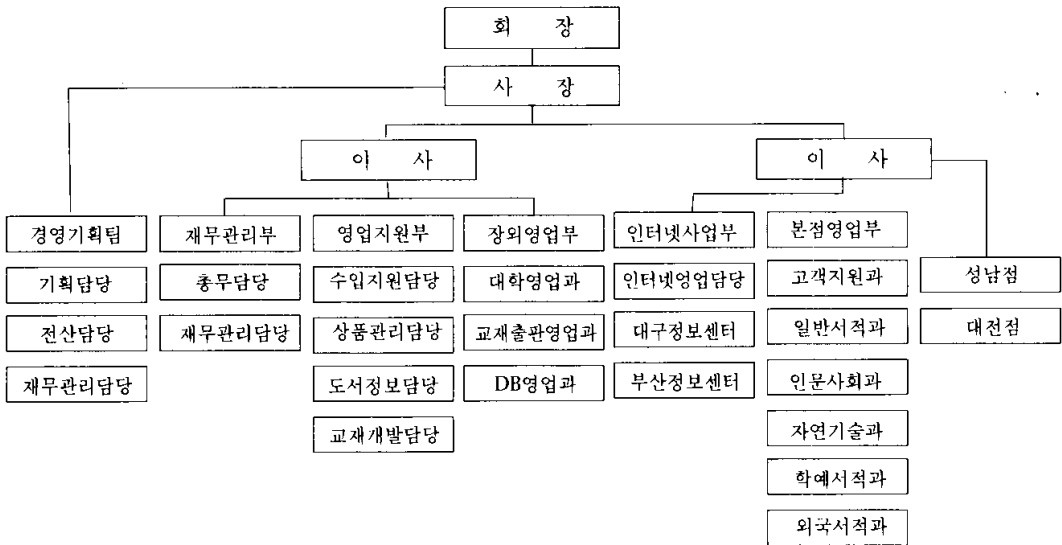 회 장
사 장
이 사
이 사
경영기획팀
재무관리부
영업지원부
장외영업부
인터넷사업부
본점영업부
기획담당
총무담당
수입지원담당
대학영업과
인터넷영업담당
고객지원과
성남점
전산담당
재무관리담당
상품관리담당
교재출판영업과
대구정보센터
일반서적과
대전점
재무관리담당
도서정보담당
DB영업과
부산정보센터
인문사회과
교재개발담당
자연기술과
학예서적과
외국서적과